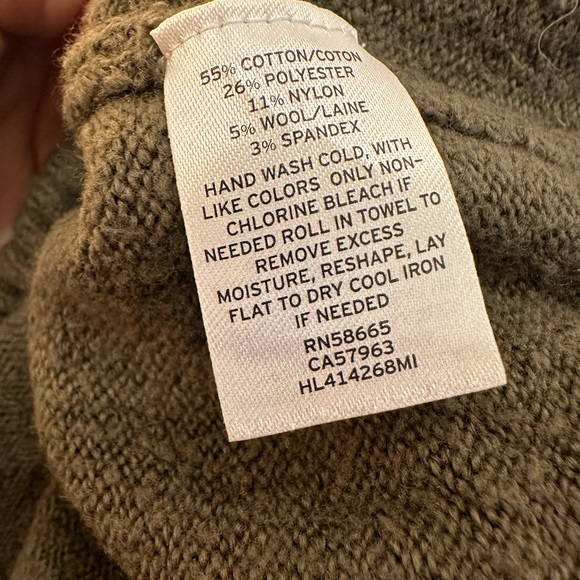 55% COTTON/COTON
26% POLYESTER
11% NYLON
5% WOOL/LAINE
3% SPANDEX
HAND WASH COLD, WITH
LIKE COLORS ONLY NON-
CHLORINE BLEACH IF
NEEDED ROLL IN TOWEL TO
REMOVE EXCESS
MOISTURE, RESHAPE, LAY
FLAT TO DRY COOL IRON
IF NEEDED
RN58665
CA57963
HL414268MI